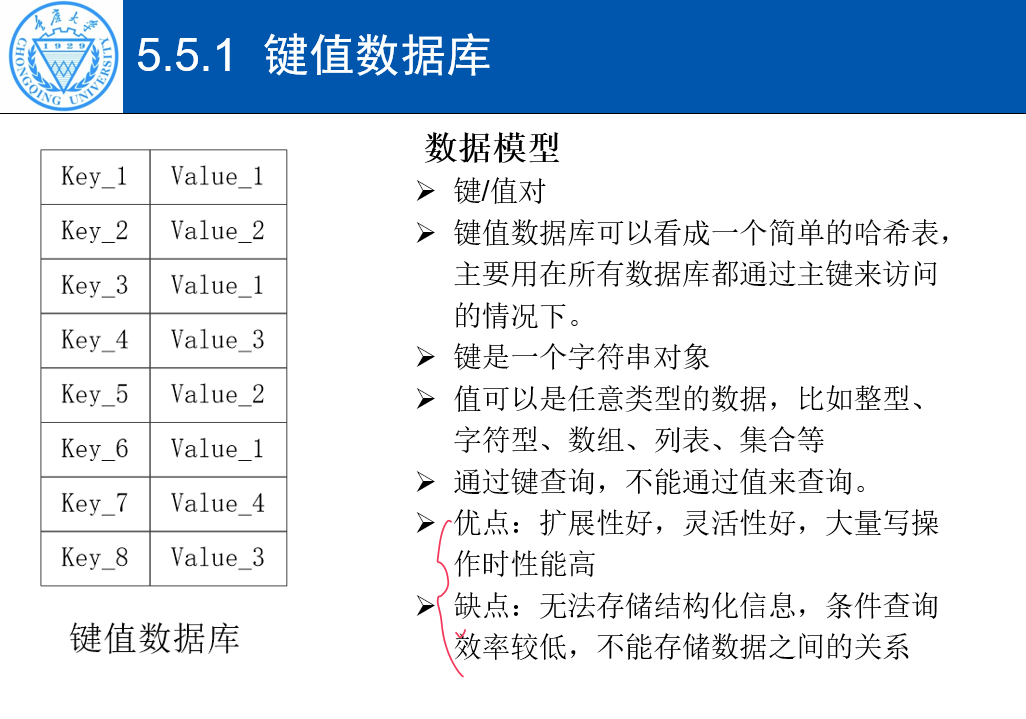 重庆大学
1929
CHONGQING UNIVERSITY
5.5.1 键值数据库
Key_1 Value_1
Key_2 Value_2
Key_3 Value_1
Key_4 Value_3
Key_5 Value_2
Key_6 Value_1
Key_7 Value_4
Key_8 Value_3
键值数据库
数据模型
键/值对
键值数据库可以看成一个简单的哈希表，
主要用在所有数据库都通过主键来访问
的情况下。
键是一个字符串对象
值可以是任意类型的数据，比如整型、
字符型、数组、列表、集合等
通过键查询，不能通过值来查询。
优点：扩展性好，灵活性好，大量写操
作时性能高
缺点：无法存储结构化信息，条件查询
效率较低，不能存储数据之间的关系